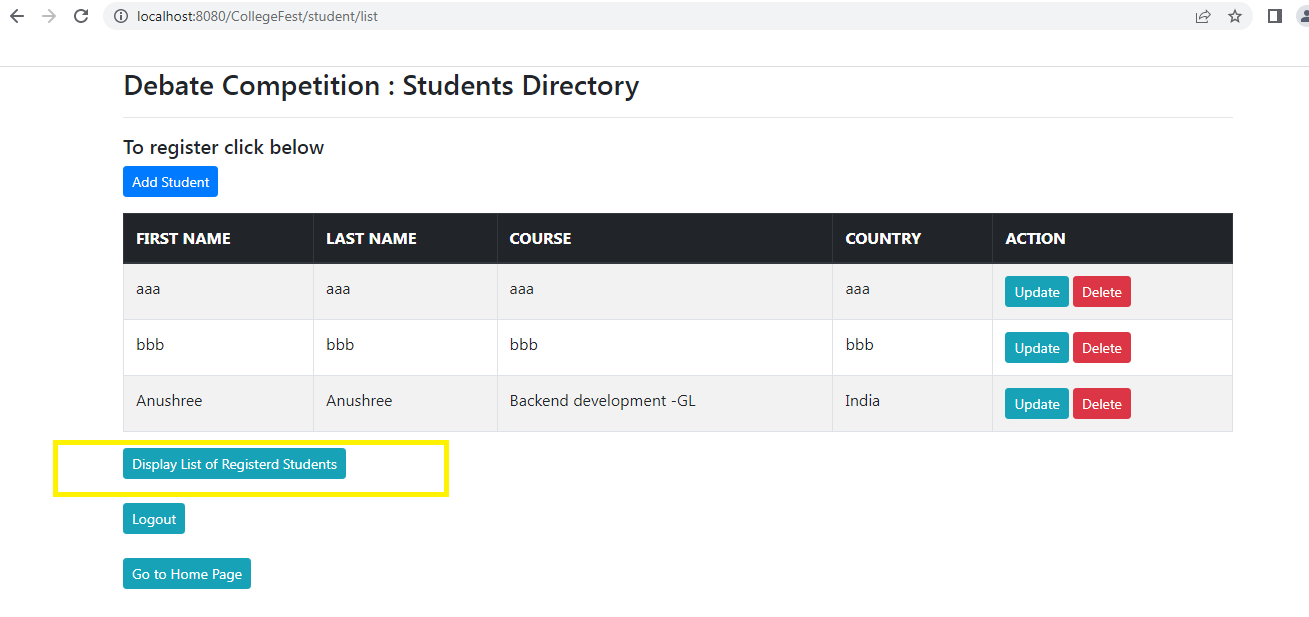 localhost:8080/CollegeFest/student/list
Debate Competition : Students Directory
To register click below
Add Student
FIRST NAME LAST NAME COURSE COUNTRY ACTION
aaa aaa aaa aaa Update Delete
bbb bbb bbb bbb Update Delete
Anushree Anushree Backend development -GL India Update Delete
Display List of Registerd Students
Logout
Go to Home Page